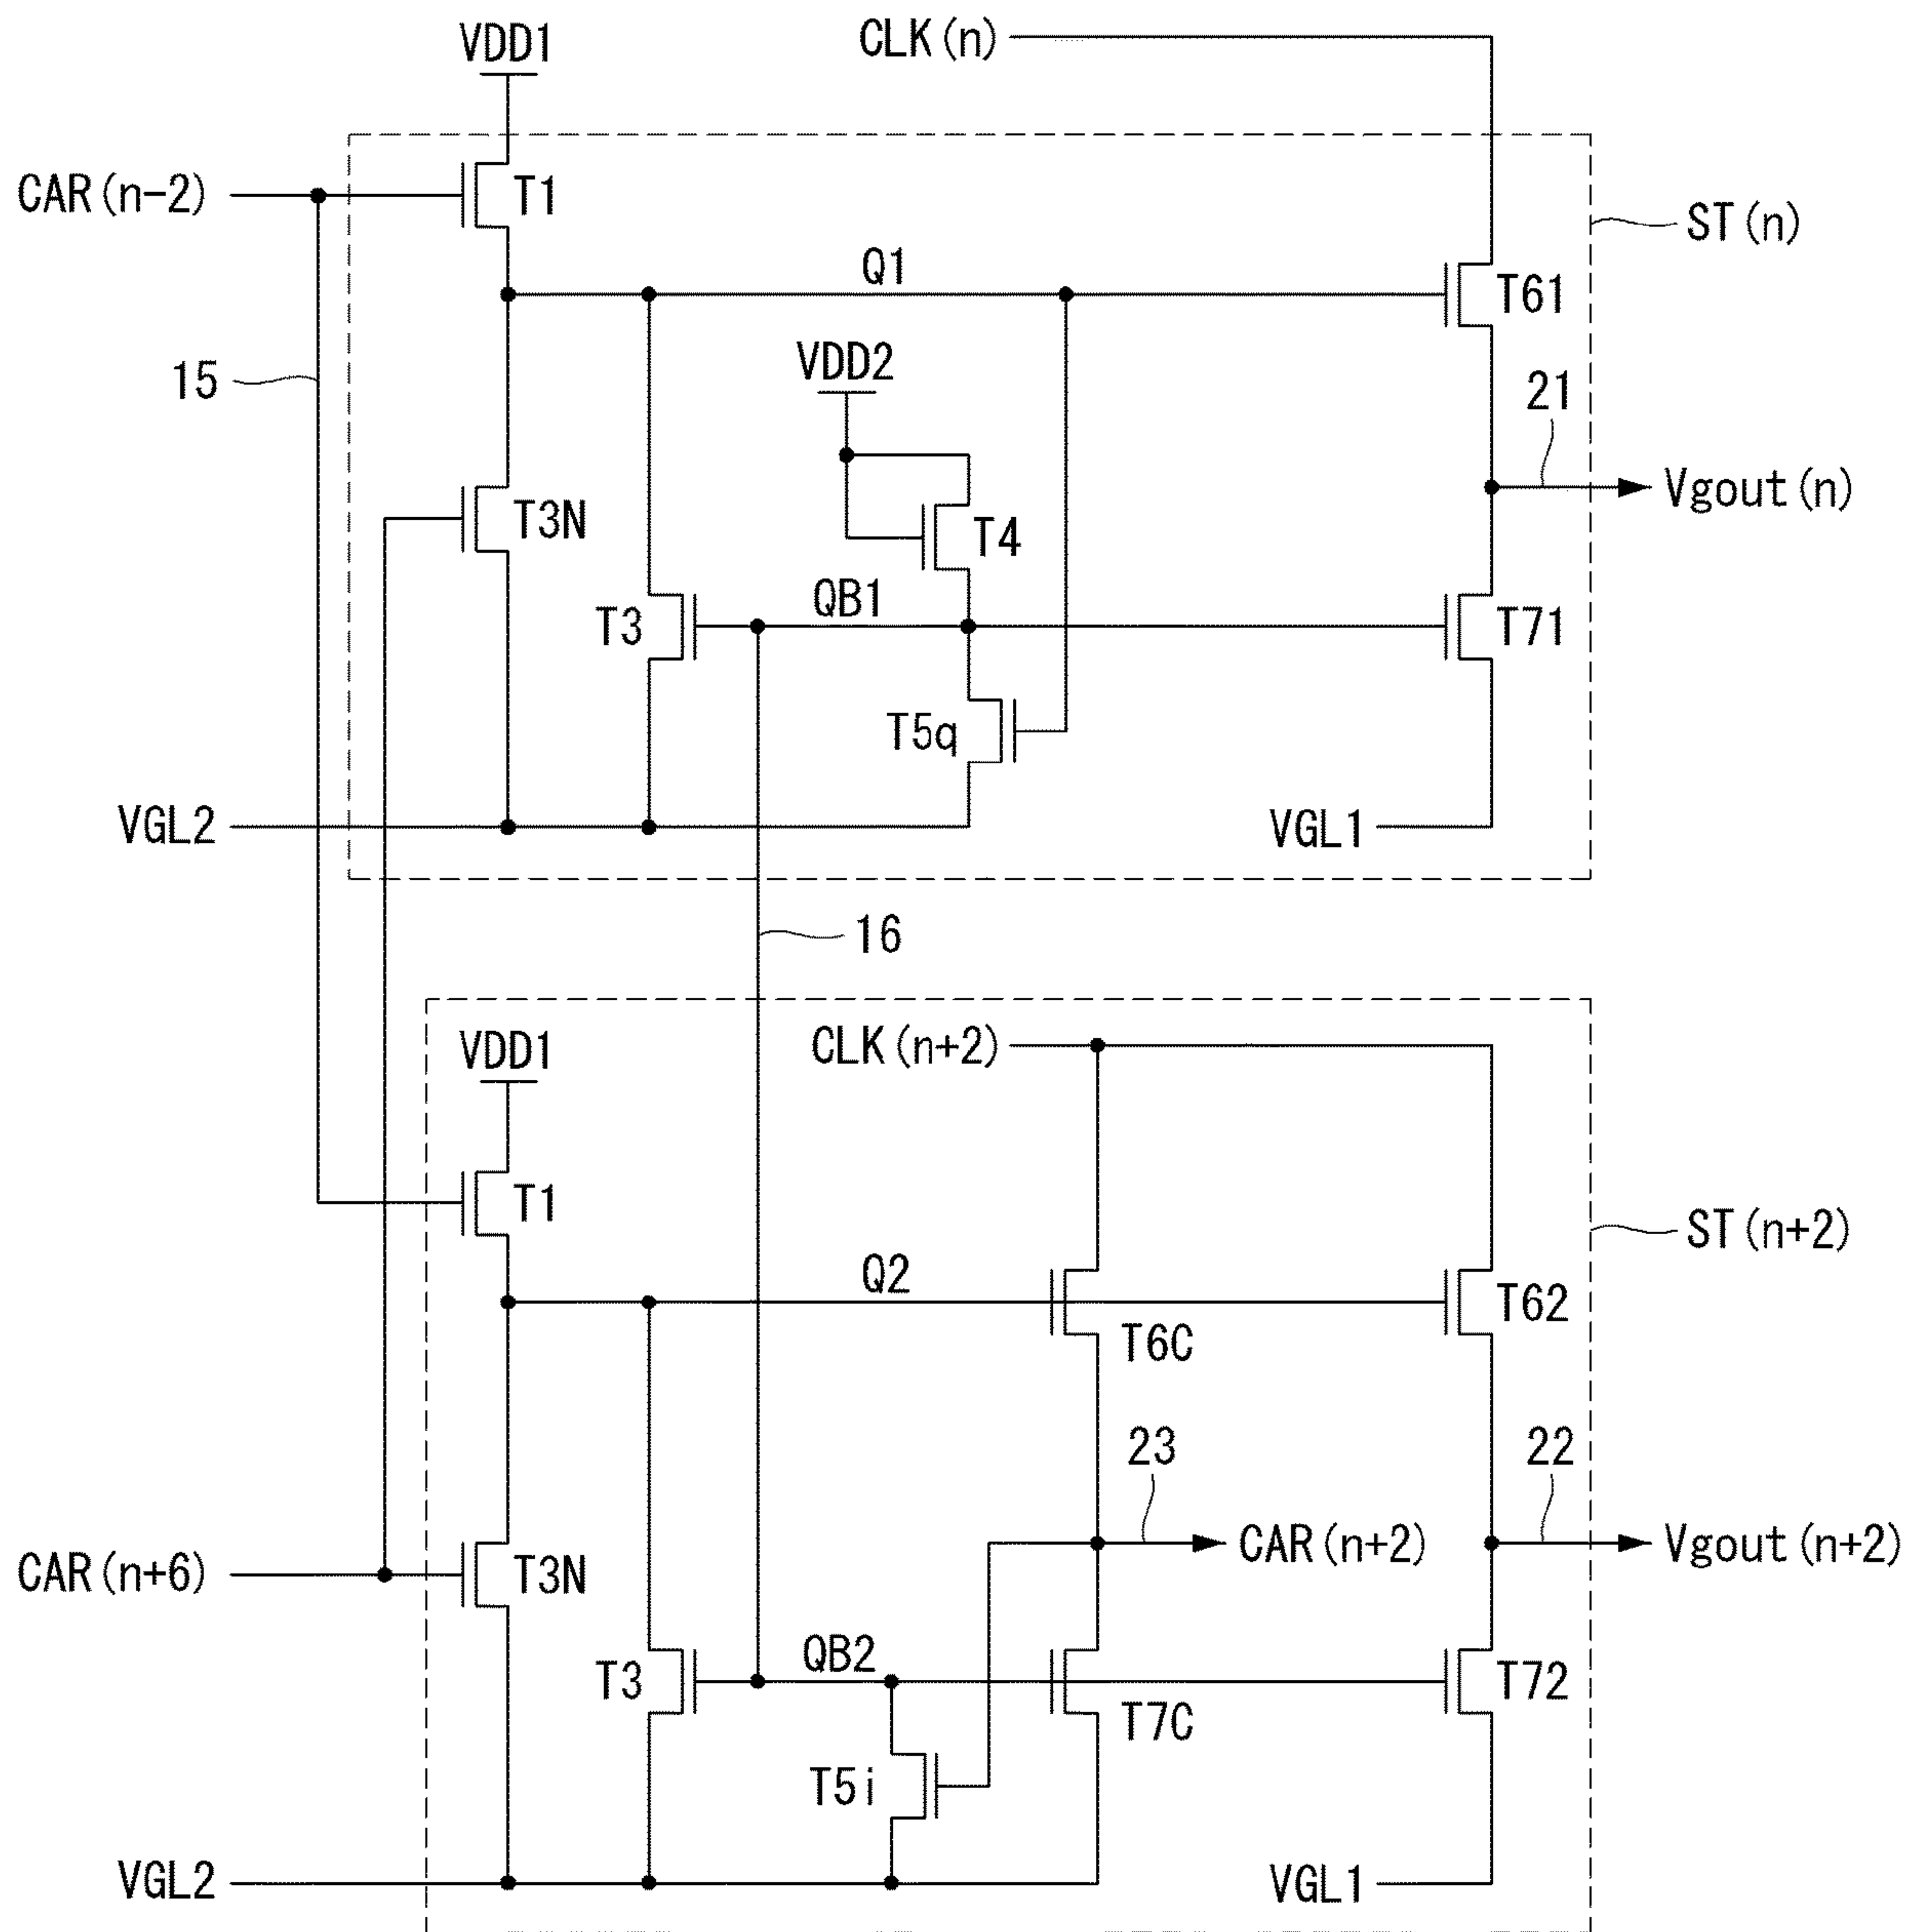 VDD1
CLK(n)
CAR(n-2)
T1
ST(n)
Q1
T61
VDD2
15
21
T3N
T4
Vgout(n)
QB1
T3
T71
T5q
VGL2
VGL1
16
VDD1
CLK(n+2)
T1
ST(n+2)
Q2
T62
T6C
23
22
CAR(n+6)
T3N
CAR(n+2)
Vgout(n+2)
QB2
T3
T72
T7C
T5i
VGL2
VGL1